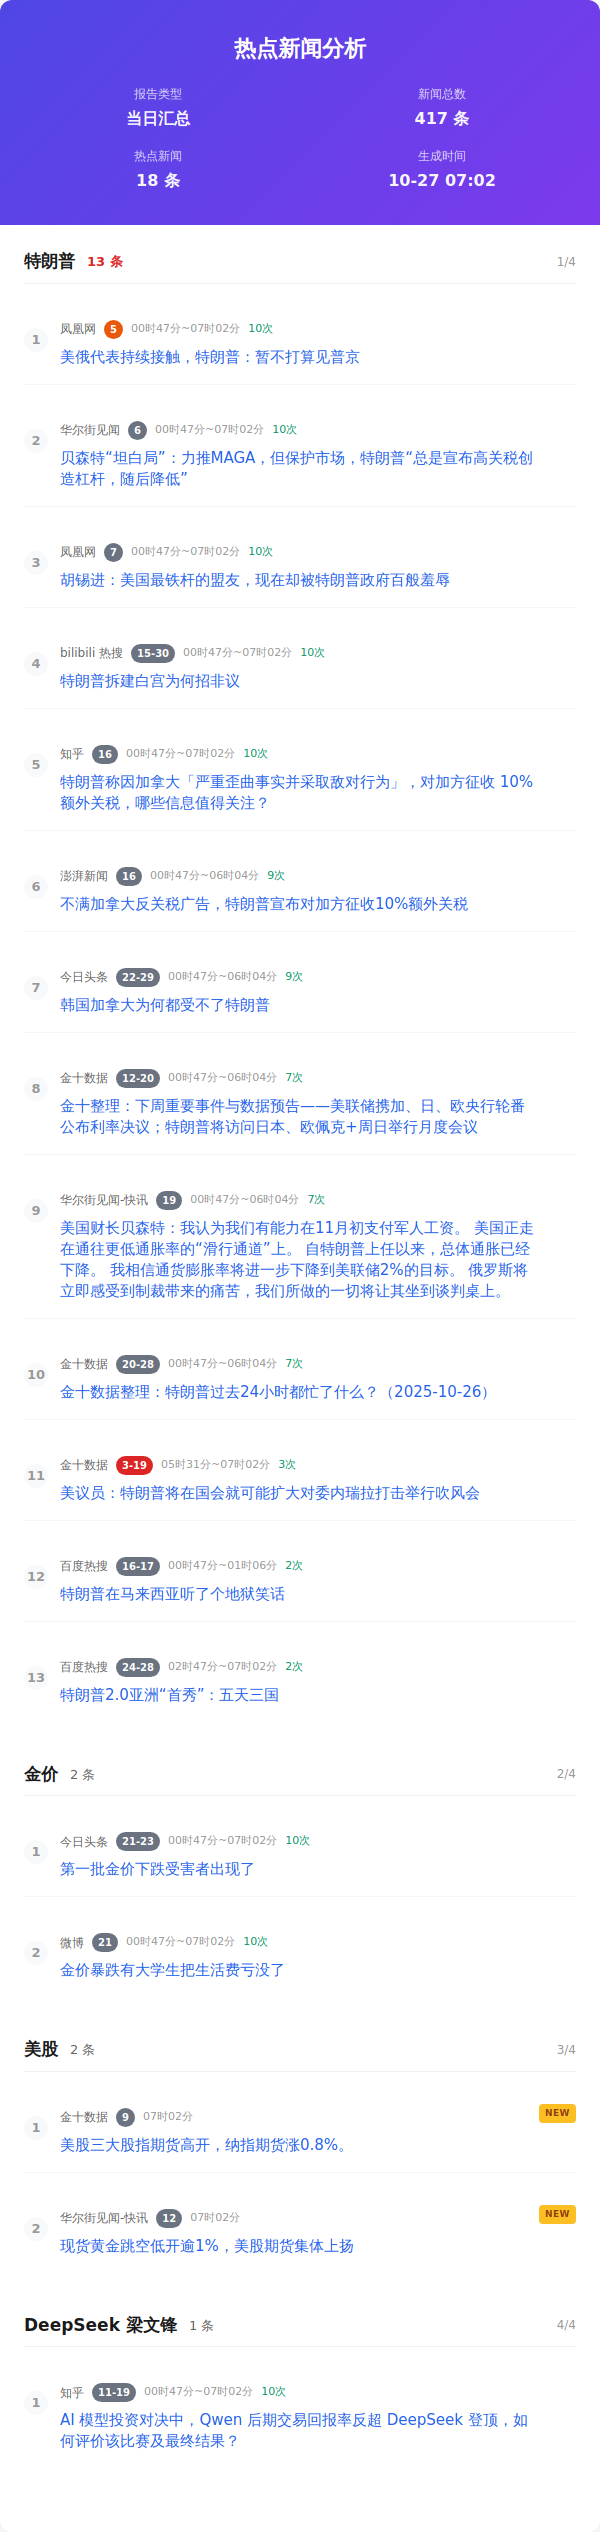 热点新闻分析
报告类型 新闻总数
当日汇总 417 条
热点新闻 生成时间
18 条 10-27 07:02
特朗普 13 条 1/4
1 凤凰网 5 00时47分~07时02分 10次
美俄代表持续接触，特朗普：暂不打算见普京
2 华尔街见闻 6 00时47分~07时02分 10次
贝森特“坦白局”：力推MAGA，但保护市场，特朗普“总是宣布高关税创
造杠杆，随后降低”
3 凤凰网 7 00时47分~07时02分 10次
胡锡进：美国最铁杆的盟友，现在却被特朗普政府百般羞辱
4 bilibili 热搜 15-30 00时47分~07时02分 10次
特朗普拆建白宫为何招非议
5 知乎 16 00时47分~07时02分 10次
特朗普称因加拿大「严重歪曲事实并采取敌对行为」，对加方征收 10%
额外关税，哪些信息值得关注？
6 澎湃新闻 16 00时47分~06时04分 9次
不满加拿大反关税广告，特朗普宣布对加方征收10%额外关税
7 今日头条 22-29 00时47分~06时04分 9次
韩国加拿大为何都受不了特朗普
8 金十数据 12-20 00时47分~06时04分 7次
金十整理：下周重要事件与数据预告——美联储携加、日、欧央行轮番
公布利率决议；特朗普将访问日本、欧佩克+周日举行月度会议
9 华尔街见闻-快讯 19 00时47分~06时04分 7次
美国财长贝森特：我认为我们有能力在11月初支付军人工资。 美国正走
在通往更低通胀率的“滑行通道”上。 自特朗普上任以来，总体通胀已经
下降。 我相信通货膨胀率将进一步下降到美联储2%的目标。 俄罗斯将
立即感受到制裁带来的痛苦，我们所做的一切将让其坐到谈判桌上。
10 金十数据 20-28 00时47分~06时04分 7次
金十数据整理：特朗普过去24小时都忙了什么？（2025-10-26）
11 金十数据 3-19 05时31分~07时02分 3次
美议员：特朗普将在国会就可能扩大对委内瑞拉打击举行吹风会
12 百度热搜 16-17 00时47分~01时06分 2次
特朗普在马来西亚听了个地狱笑话
13 百度热搜 24-28 02时47分~07时02分 2次
特朗普2.0亚洲“首秀”：五天三国
金价 2 条 2/4
1 今日头条 21-23 00时47分~07时02分 10次
第一批金价下跌受害者出现了
2 微博 21 00时47分~07时02分 10次
金价暴跌有大学生把生活费亏没了
美股 2 条 3/4
1 金十数据 9 07时02分 NEW
美股三大股指期货高开，纳指期货涨0.8%。
2 华尔街见闻-快讯 12 07时02分 NEW
现货黄金跳空低开逾1%，美股期货集体上扬
DeepSeek 梁文锋 1 条 4/4
1 知乎 11-19 00时47分~07时02分 10次
AI 模型投资对决中，Qwen 后期交易回报率反超 DeepSeek 登顶，如
何评价该比赛及最终结果？